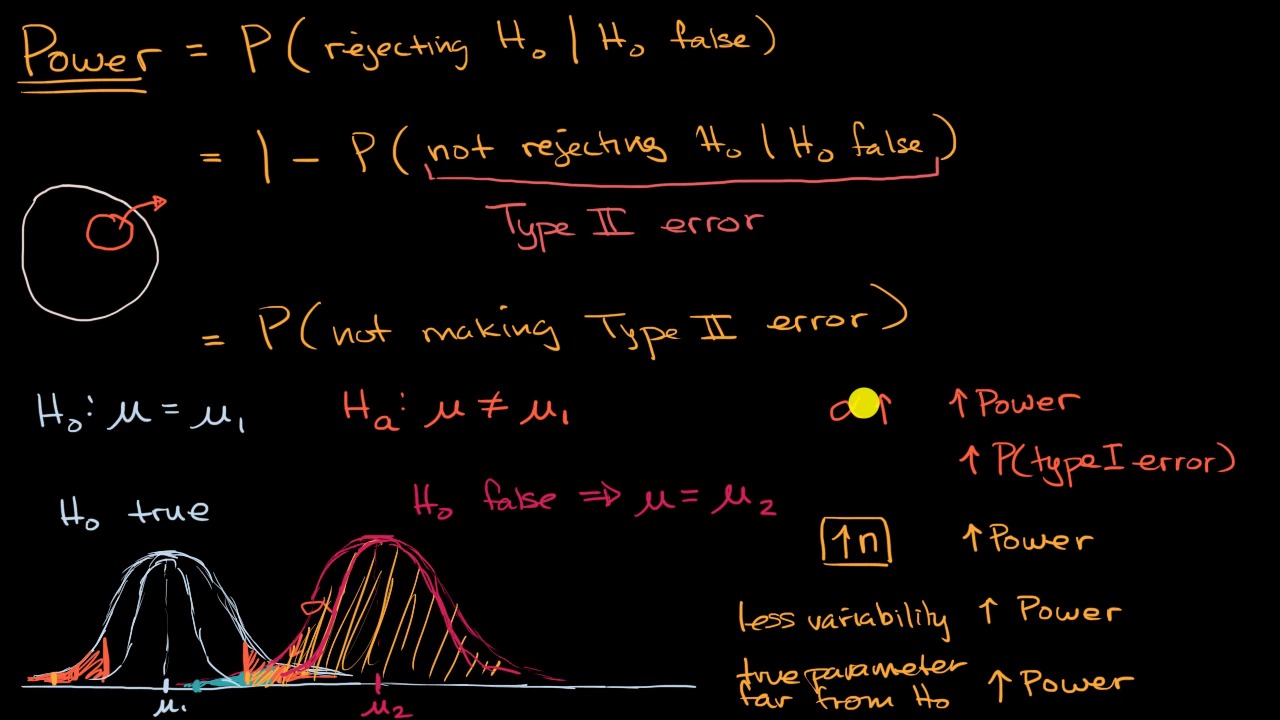 Power = P(rejecting H₀ | H₀ false)
= 1 − P(not rejecting H₀ | H₀ false)
Type II error
= P(not making Type II error)
H₀: μ = μ₁ Hₐ: μ ≠ μ₁
α↑ ↑Power
↑ P(type I error)
H₀ true
H₀ false ⇒ μ = μ₂
↑n ↑Power
α
less variability ↑ Power
true parameter
far from H₀ ↑ Power
μ₁ μ₂